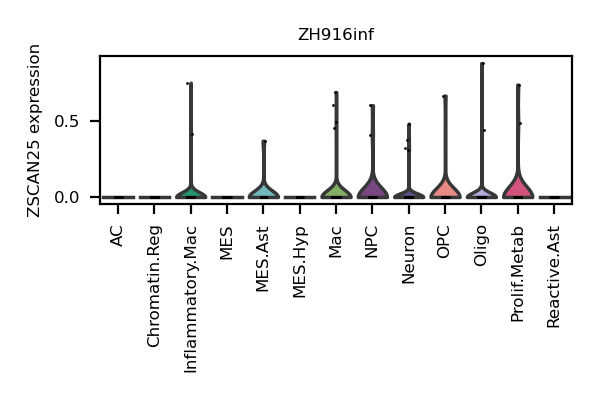 ZH916inf
ZSCAN25 expression
0.5
0.0
AC
Chromatin.Reg
Inflammatory.Mac
MES
MES.Ast
MES.Hyp
Mac
NPC
Neuron
OPC
Oligo
Prolif.Metab
Reactive.Ast